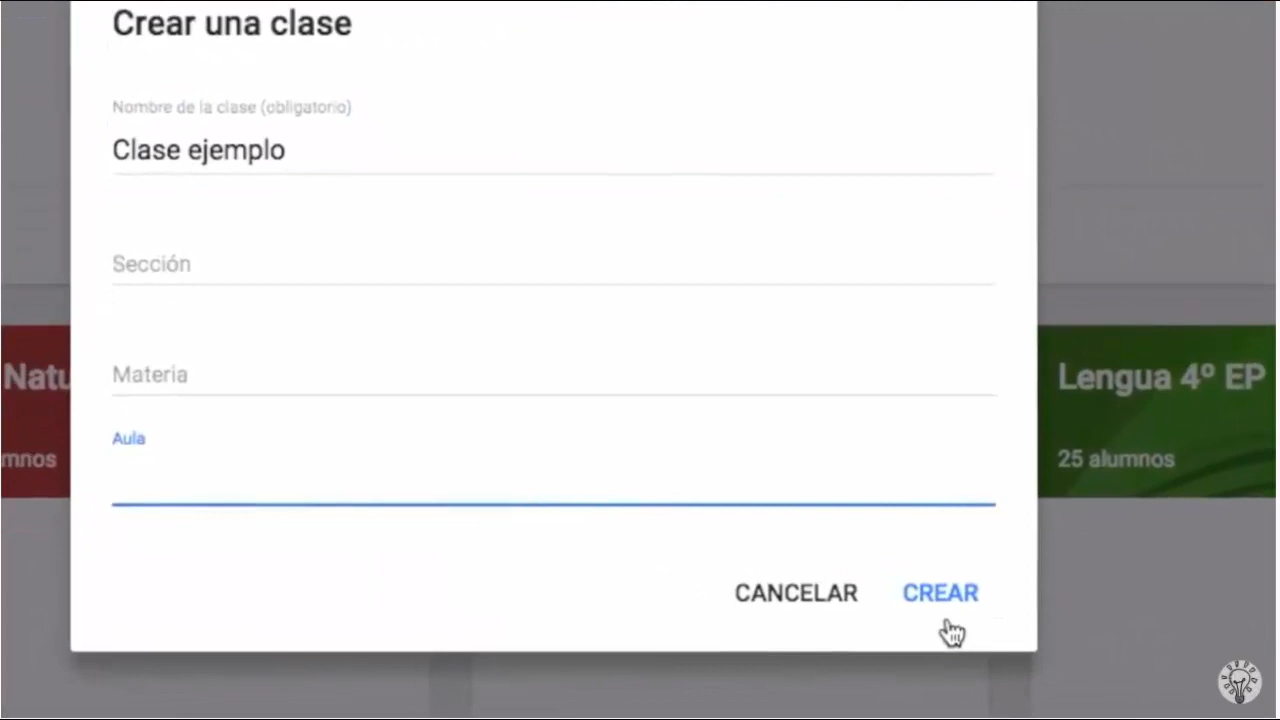 Crear una clase
Nombre de la clase (obligatorio)
Clase ejemplo
Sección
Materia
Aula
CANCELAR
CREAR
Natu
mnos
Lengua 4º EP
25 alumnos